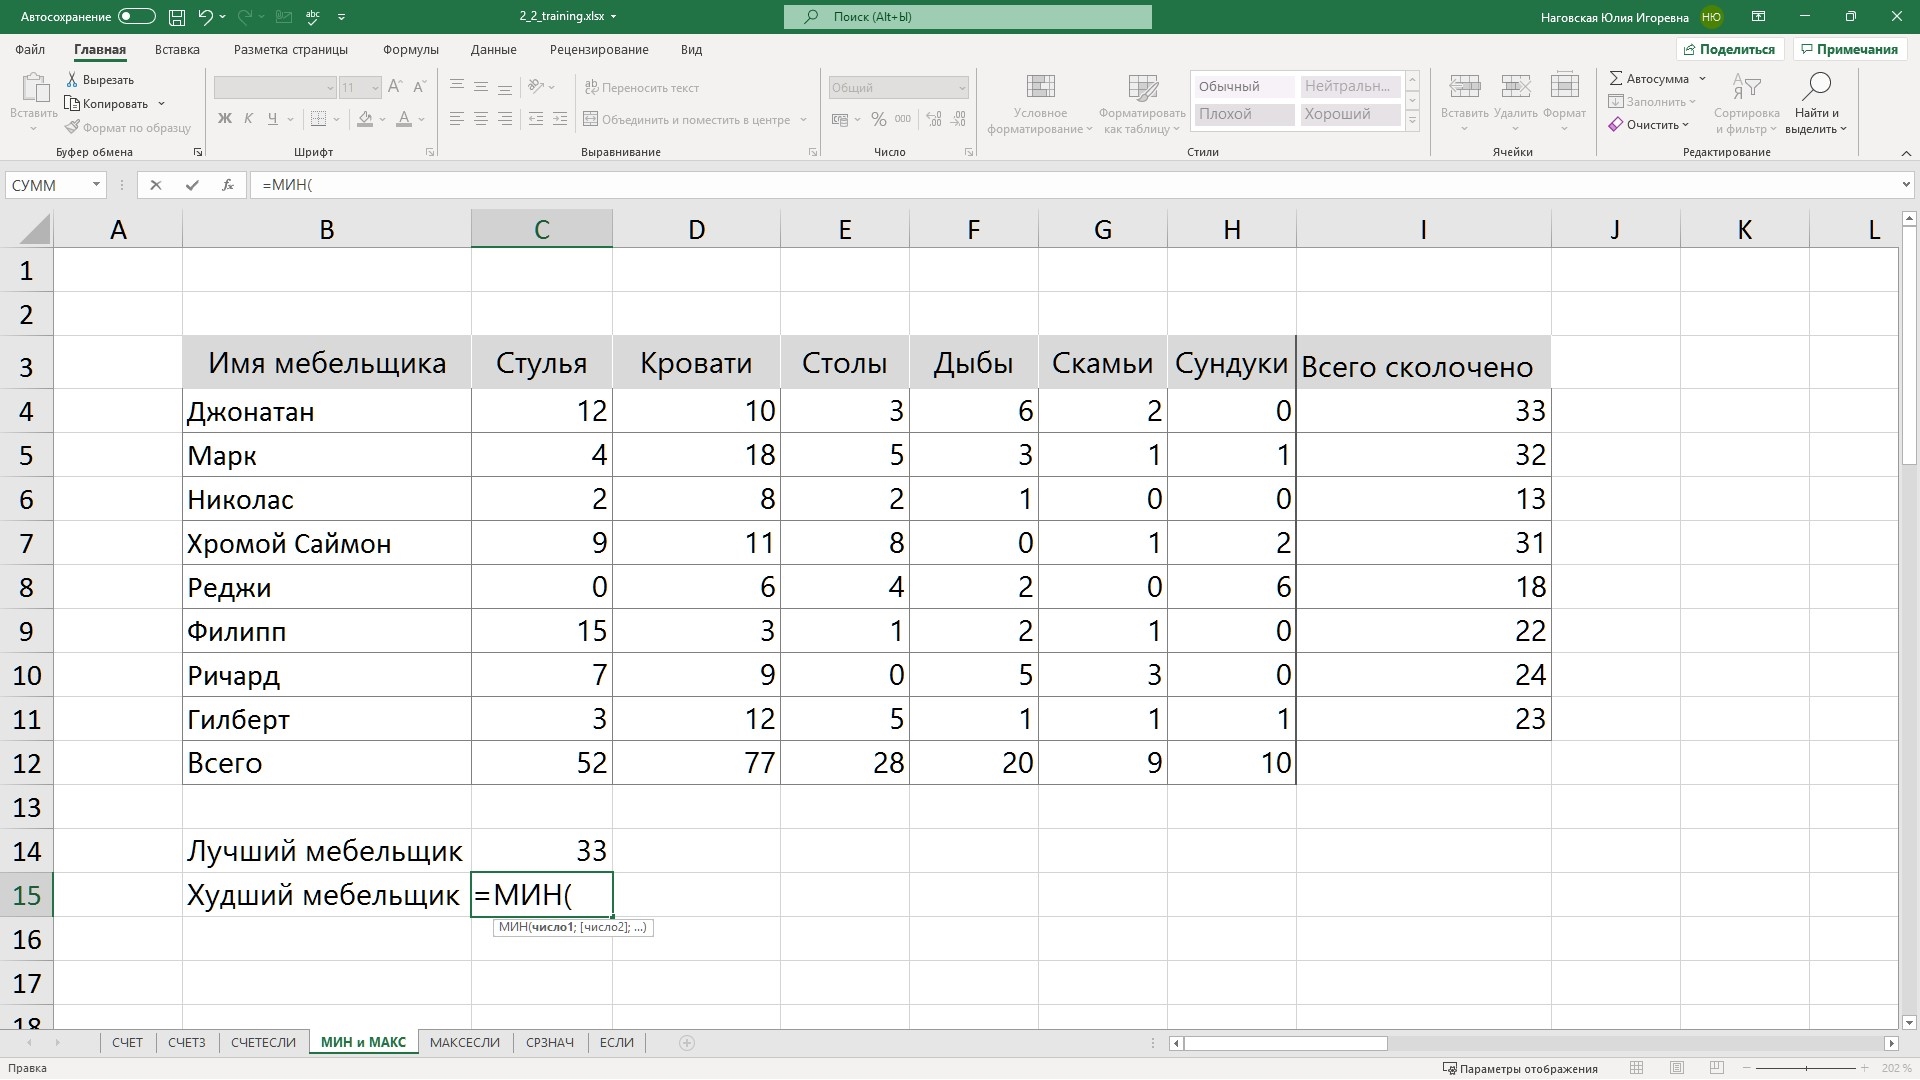 Автосохранение 2_2_training.xlsx Поиск (Alt+Ы) Наговская Юлия Игоревна НЮ
Файл Главная Вставка Разметка страницы Формулы Данные Рецензирование Вид Поделиться Примечания
Вставить
Вырезать
Копировать
Формат по образцу
Буфер обмена
11
Ж К Ч
Шрифт
Переносить текст
Объединить и поместить в центре
Выравнивание
Общий
% 000
Число
Условное форматирование
Форматировать как таблицу
Обычный Нейтральн...
Плохой Хороший
Стили
Вставить Удалить Формат
Ячейки
Автосумма
Заполнить
Очистить
Сортировка и фильтр
Найти и выделить
Редактирование
СУММ fx =МИН(
A B C D E F G H I J K L
1
2
3 Имя мебельщика Стулья Кровати Столы Дыбы Скамьи Сундуки Всего сколочено
4 Джонатан 12 10 3 6 2 0 33
5 Марк 4 18 5 3 1 1 32
6 Николас 2 8 2 1 0 0 13
7 Хромой Саймон 9 11 8 0 1 2 31
8 Реджи 0 6 4 2 0 6 18
9 Филипп 15 3 1 2 1 0 22
10 Ричард 7 9 0 5 3 0 24
11 Гилберт 3 12 5 1 1 1 23
12 Всего 52 77 28 20 9 10
13
14 Лучший мебельщик 33
15 Худший мебельщик =МИН(
МИН(число1; [число2]; ...)
16
17
18
СЧЕТ СЧЕТЗ СЧЕТЕСЛИ МИН и МАКС МАКСЕСЛИ СРЗНАЧ ЕСЛИ
Правка Параметры отображения 202 %